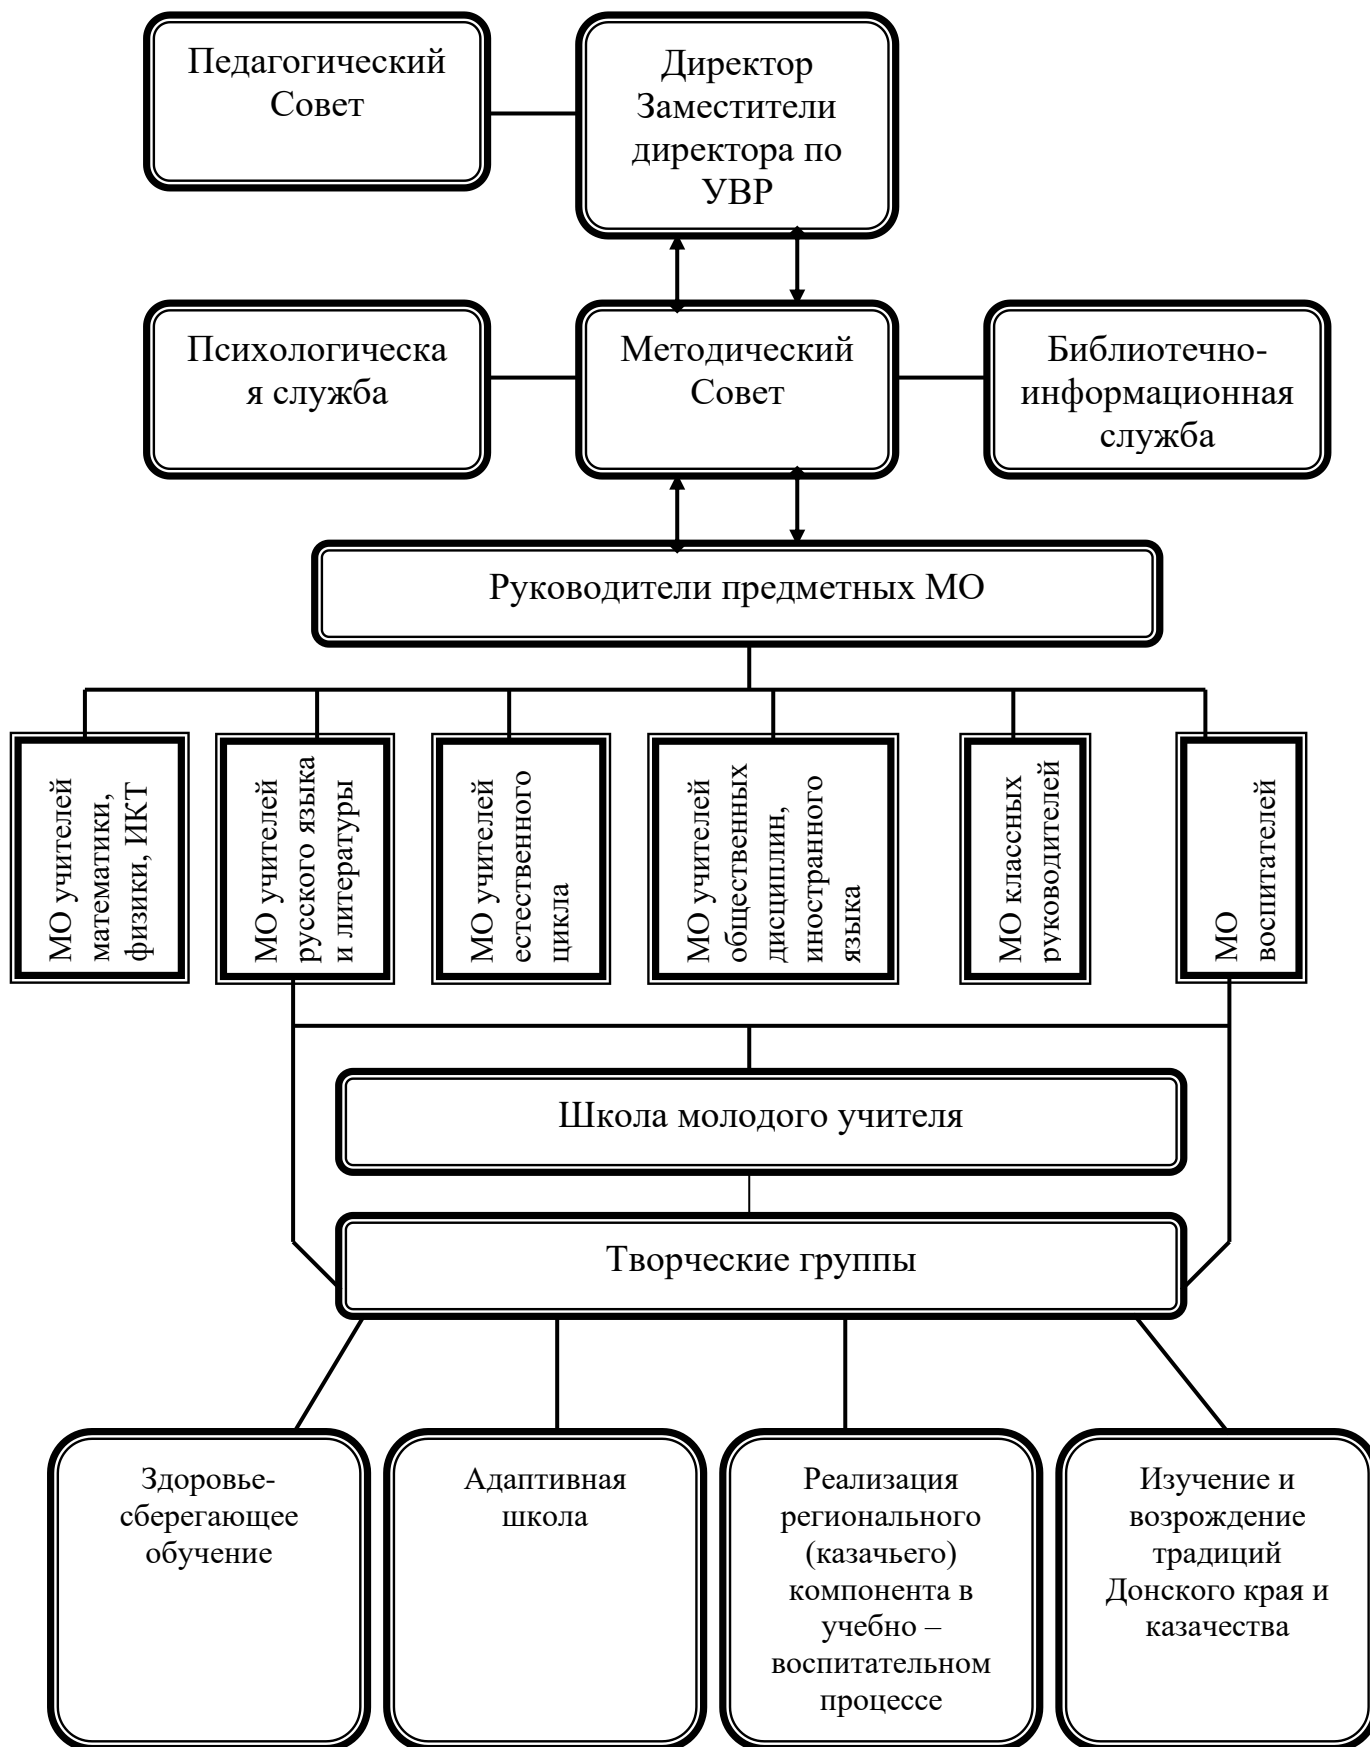 Педагогический
Совет
Директор
Заместители
директора по
УВР
Психологическа
я служба
Методический
Совет
Библиотечно-
информационная
служба
Руководители предметных МО
МО учителей
математики,
физики, ИКТ
МО учителей
русского языка
и литературы
МО учителей
естественного
цикла
МО учителей
общественных
дисциплин,
иностранного
языка
МО классных
руководителей
МО
воспитателей
Школа молодого учителя
Творческие группы
Здоровье-
сберегающее
обучение
Адаптивная
школа
Реализация
регионального
(казачьего)
компонента в
учебно –
воспитательном
процессе
Изучение и
возрождение
традиций
Донского края и
казачества